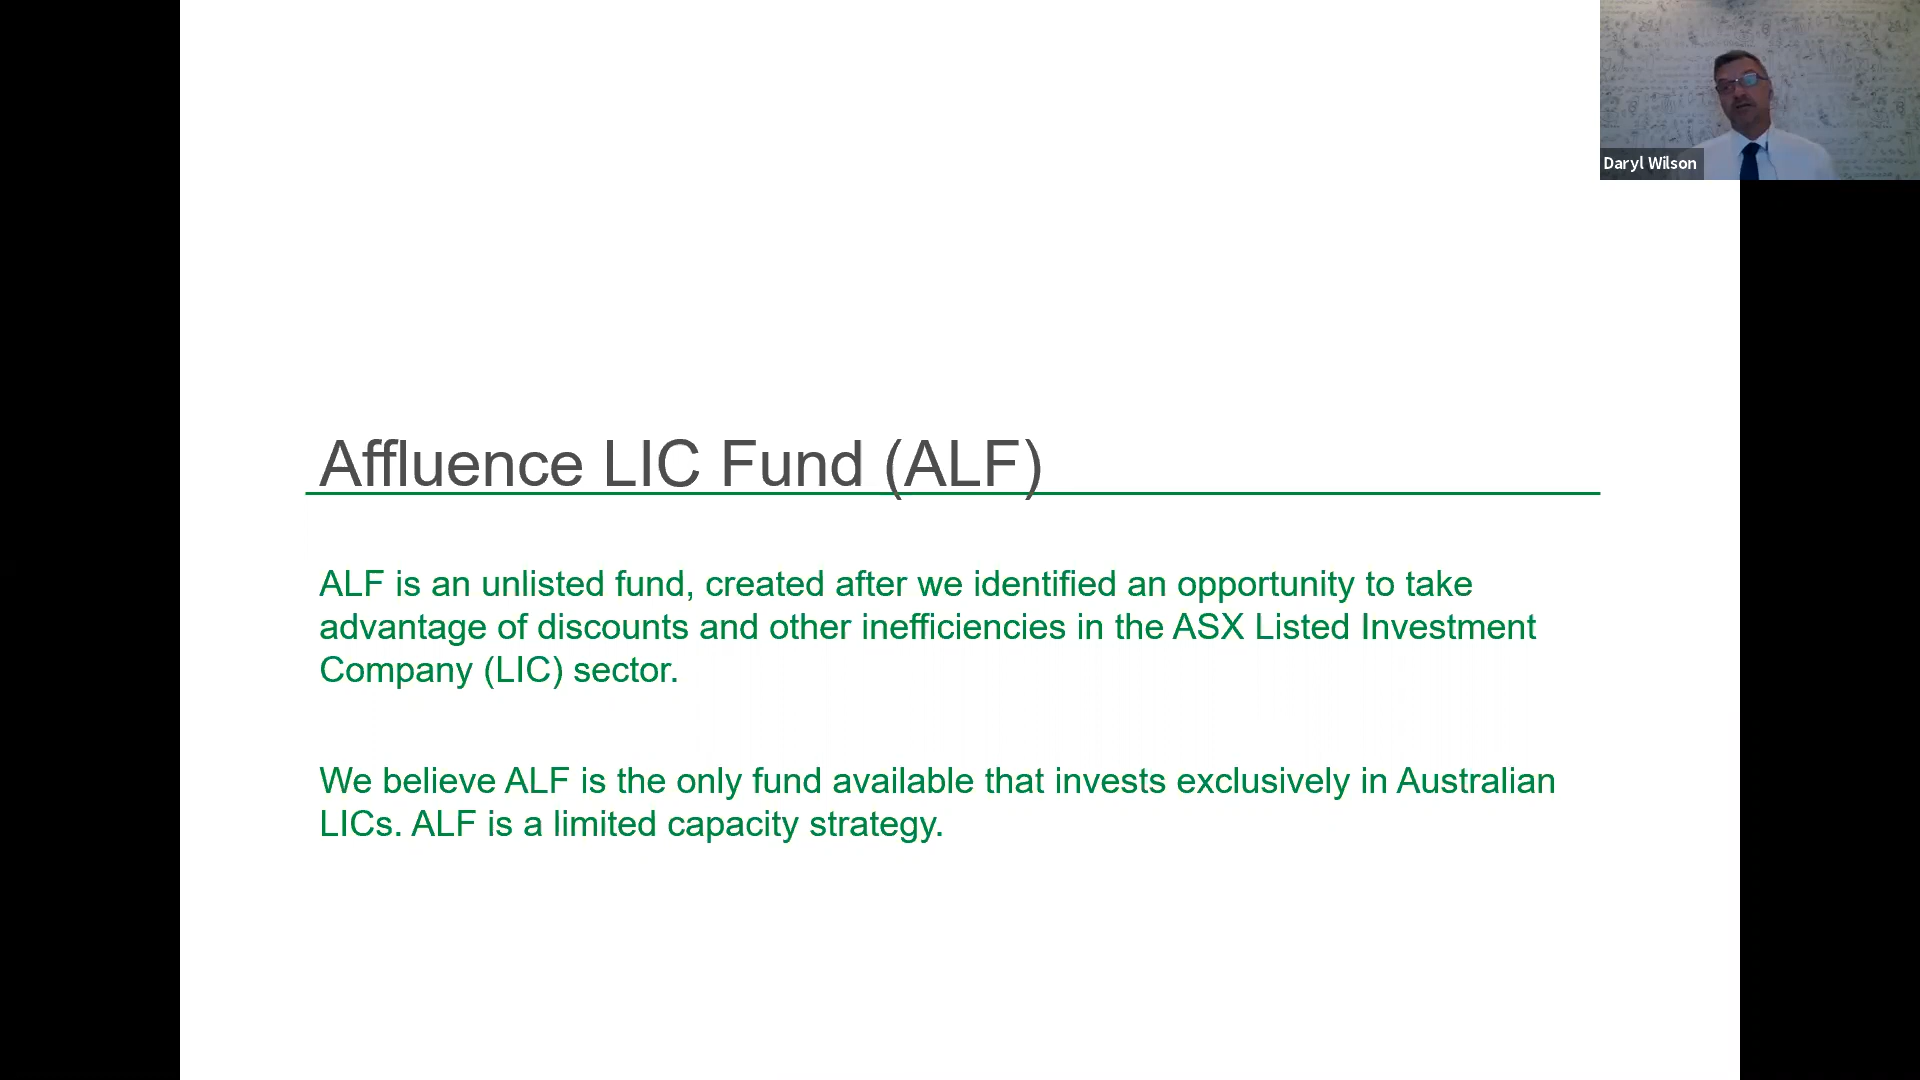 Daryl Wilson
Affluence LIC Fund (ALF)
ALF is an unlisted fund, created after we identified an opportunity to take
advantage of discounts and other inefficiencies in the ASX Listed Investment
Company (LIC) sector.
We believe ALF is the only fund available that invests exclusively in Australian
LICs. ALF is a limited capacity strategy.